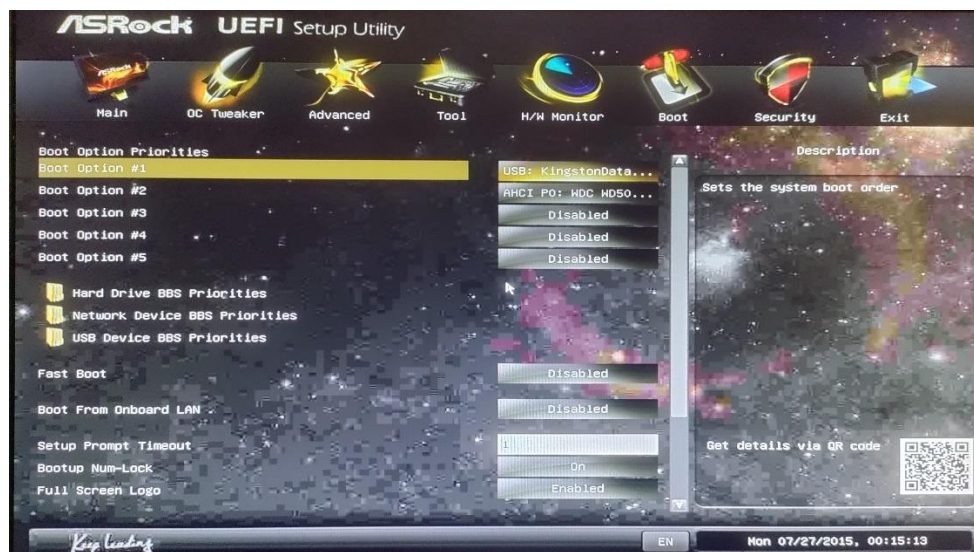 ASRock UEFI Setup Utility
Main OC Tweaker Advanced Tool H/W Monitor Boot Security Exit
Boot Option Priorities
Boot Option #1 USB: KingstonData...
Boot Option #2 AHCI P0: WDC WD50...
Boot Option #3 Disabled
Boot Option #4 Disabled
Boot Option #5 Disabled
Hard Drive BBS Priorities
Network Device BBS Priorities
USB Device BBS Priorities
Fast Boot Disabled
Boot From Onboard LAN Disabled
Setup Prompt Timeout 1
Bootup Num-Lock On
Full Screen Logo Enabled
Description
Sets the system boot order
Get details via QR code
Keep Leading
EN
Mon 07/27/2015, 00:15:13